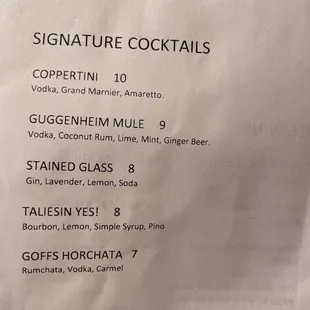 SIGNATURE COCKTAILS
COPPERTINI 10
Vodka, Grand Marnier, Amaretto.
GUGGENHEIM MULE 9
Vodka, Coconut Rum, Lime, Mint, Ginger Beer.
STAINED GLASS 8
Gin, Lavender, Lemon, Soda
TALIESIN YES! 8
Bourbon, Lemon, Simple Syrup, Pino
GOFFS HORCHATA 7
Rumchata, Vodka, Carmel